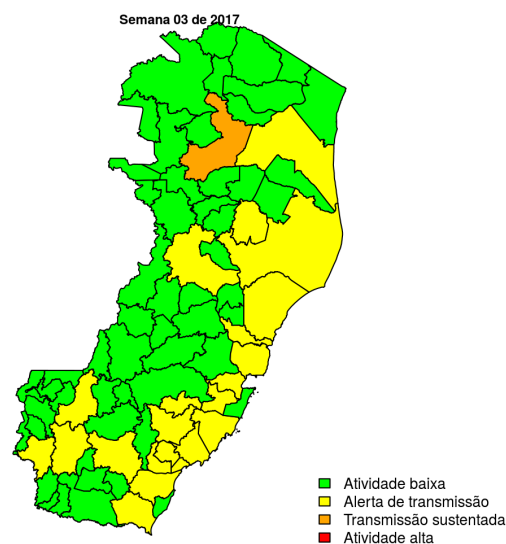 Semana 03 de 2017
Atividade baixa
Alerta de transmissão
Transmissão sustentada
Atividade alta